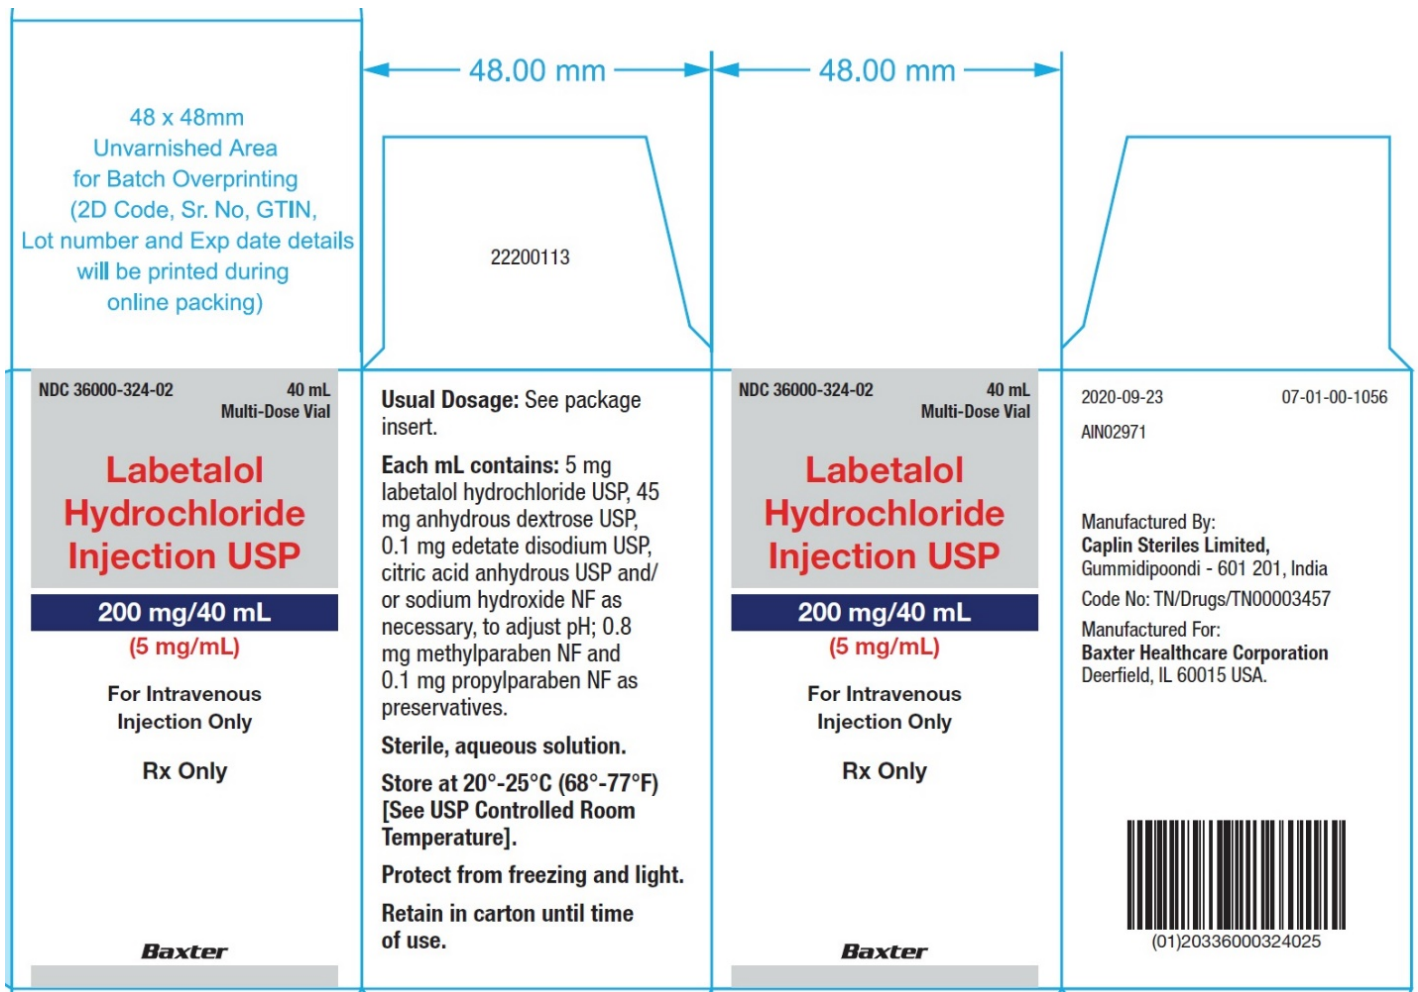 48.00 mm
48.00 mm
48 x 48mm
Unvarnished Area
for Batch Overprinting
(2D Code, Sr. No, GTIN,
Lot number and Exp date details
will be printed during
online packing)
22200113
NDC 36000-324-02 40 mL
Multi-Dose Vial
Labetalol
Hydrochloride
Injection USP
200 mg/40 mL
(5 mg/mL)
For Intravenous
Injection Only
Rx Only
Baxter
Usual Dosage: See package
insert.
Each mL contains: 5 mg
labetalol hydrochloride USP, 45
mg anhydrous dextrose USP,
0.1 mg edetate disodium USP,
citric acid anhydrous USP and/
or sodium hydroxide NF as
necessary, to adjust pH; 0.8
mg methylparaben NF and
0.1 mg propylparaben NF as
preservatives.
Sterile, aqueous solution.
Store at 20°-25°C (68°-77°F)
[See USP Controlled Room
Temperature].
Protect from freezing and light.
Retain in carton until time
of use.
NDC 36000-324-02 40 mL
Multi-Dose Vial
Labetalol
Hydrochloride
Injection USP
200 mg/40 mL
(5 mg/mL)
For Intravenous
Injection Only
Rx Only
Baxter
2020-09-23 07-01-00-1056
AIN02971
Manufactured By:
Caplin Steriles Limited,
Gummidipoondi - 601 201, India
Code No: TN/Drugs/TN00003457
Manufactured For:
Baxter Healthcare Corporation
Deerfield, IL 60015 USA.
(01)20336000324025